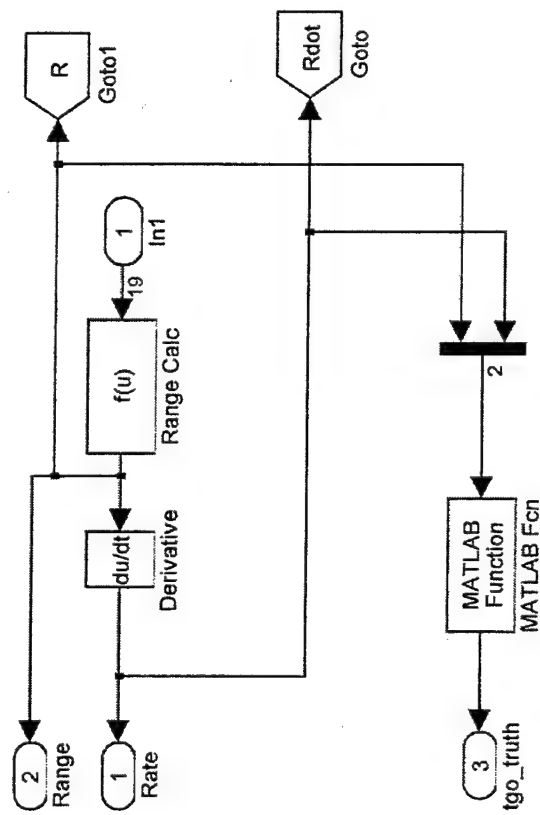 R
Goto1
Rdot
Goto
1
In1
19
f(u)
Range Calc
du/dt
Derivative
2
Range
1
Rate
2
MATLAB
Function
MATLAB Fcn
3
tgo_truth